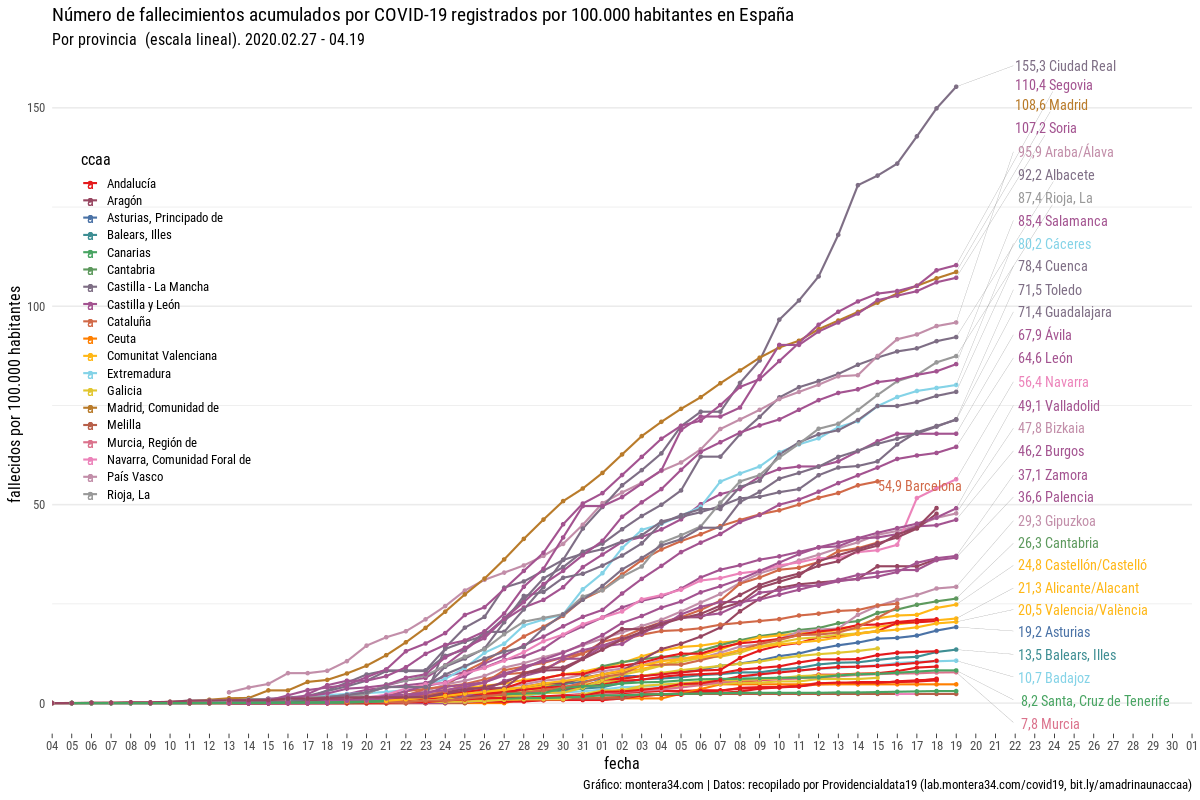 Número de fallecimientos acumulados por COVID-19 registrados por 100.000 habitantes en España
Por provincia (escala lineal). 2020.02.27 - 04.19
fallecidos por 100.000 habitantes
150
100
50
0
ccaa
Andalucía
Aragón
Asturias, Principado de
Balears, Illes
Canarias
Cantabria
Castilla - La Mancha
Castilla y León
Cataluña
Ceuta
Comunitat Valenciana
Extremadura
Galicia
Madrid, Comunidad de
Melilla
Murcia, Región de
Navarra, Comunidad Foral de
País Vasco
Rioja, La
155,3 Ciudad Real
110,4 Segovia
108,6 Madrid
107,2 Soria
95,9 Araba/Álava
92,2 Albacete
87,4 Rioja, La
85,4 Salamanca
80,2 Cáceres
78,4 Cuenca
71,5 Toledo
71,4 Guadalajara
67,9 Ávila
64,6 León
56,4 Navarra
54,9 Barcelona
49,1 Valladolid
47,8 Bizkaia
46,2 Burgos
37,1 Zamora
36,6 Palencia
29,3 Gipuzkoa
26,3 Cantabria
24,8 Castellón/Castelló
21,3 Alicante/Alacant
20,5 Valencia/València
19,2 Asturias
13,5 Balears, Illes
10,7 Badajoz
8,2 Santa, Cruz de Tenerife
7,8 Murcia
04 05 06 07 08 09 10 11 12 13 14 15 16 17 18 19 20 21 22 23 24 25 26 27 28 29 30 31 01 02 03 04 05 06 07 08 09 10 11 12 13 14 15 16 17 18 19 20 21 22 23 24 25 26 27 28 29 30 01
fecha
Gráfico: montera34.com | Datos: recopilado por Providencialdata19 (lab.montera34.com/covid19, bit.ly/amadrinaunaccaa)